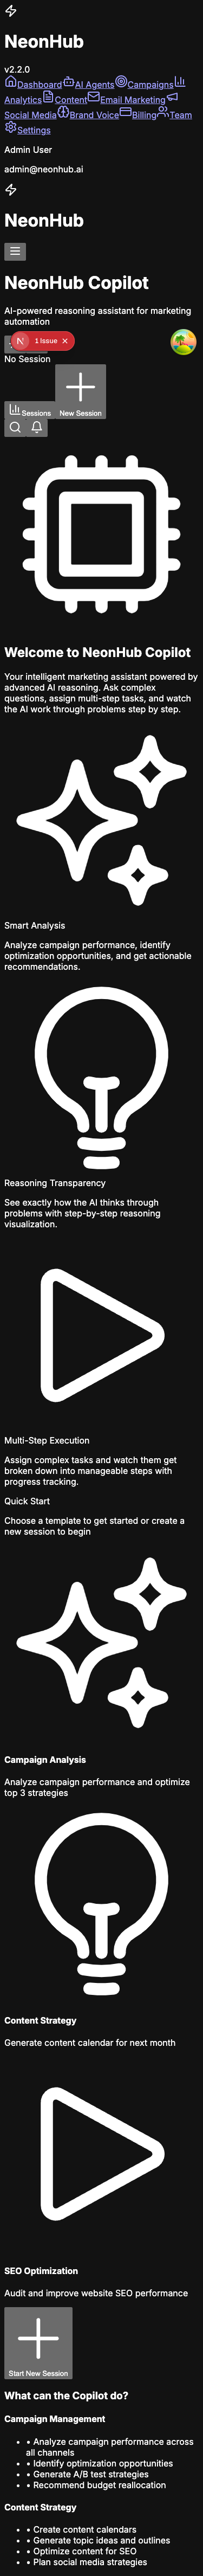 NeonHub
v2.2.0
Dashboard AI Agents Campaigns
Analytics Content Email Marketing
Social Media Brand Voice Billing Team
Settings
Admin User
admin@neonhub.ai
NeonHub
NeonHub Copilot
AI-powered reasoning assistant for marketing
automation
1 Issue
No Session
Sessions New Session
Welcome to NeonHub Copilot
Your intelligent marketing assistant powered by
advanced AI reasoning. Ask complex
questions, assign multi-step tasks, and watch
the AI work through problems step by step.
Smart Analysis
Analyze campaign performance, identify
optimization opportunities, and get actionable
recommendations.
Reasoning Transparency
See exactly how the AI thinks through
problems with step-by-step reasoning
visualization.
Multi-Step Execution
Assign complex tasks and watch them get
broken down into manageable steps with
progress tracking.
Quick Start
Choose a template to get started or create a
new session to begin
Campaign Analysis
Analyze campaign performance and optimize
top 3 strategies
Content Strategy
Generate content calendar for next month
SEO Optimization
Audit and improve website SEO performance
Start New Session
What can the Copilot do?
Campaign Management
• • Analyze campaign performance across
all channels
• • Identify optimization opportunities
• • Generate A/B test strategies
• • Recommend budget reallocation
Content Strategy
• • Create content calendars
• • Generate topic ideas and outlines
• • Optimize content for SEO
• • Plan social media strategies